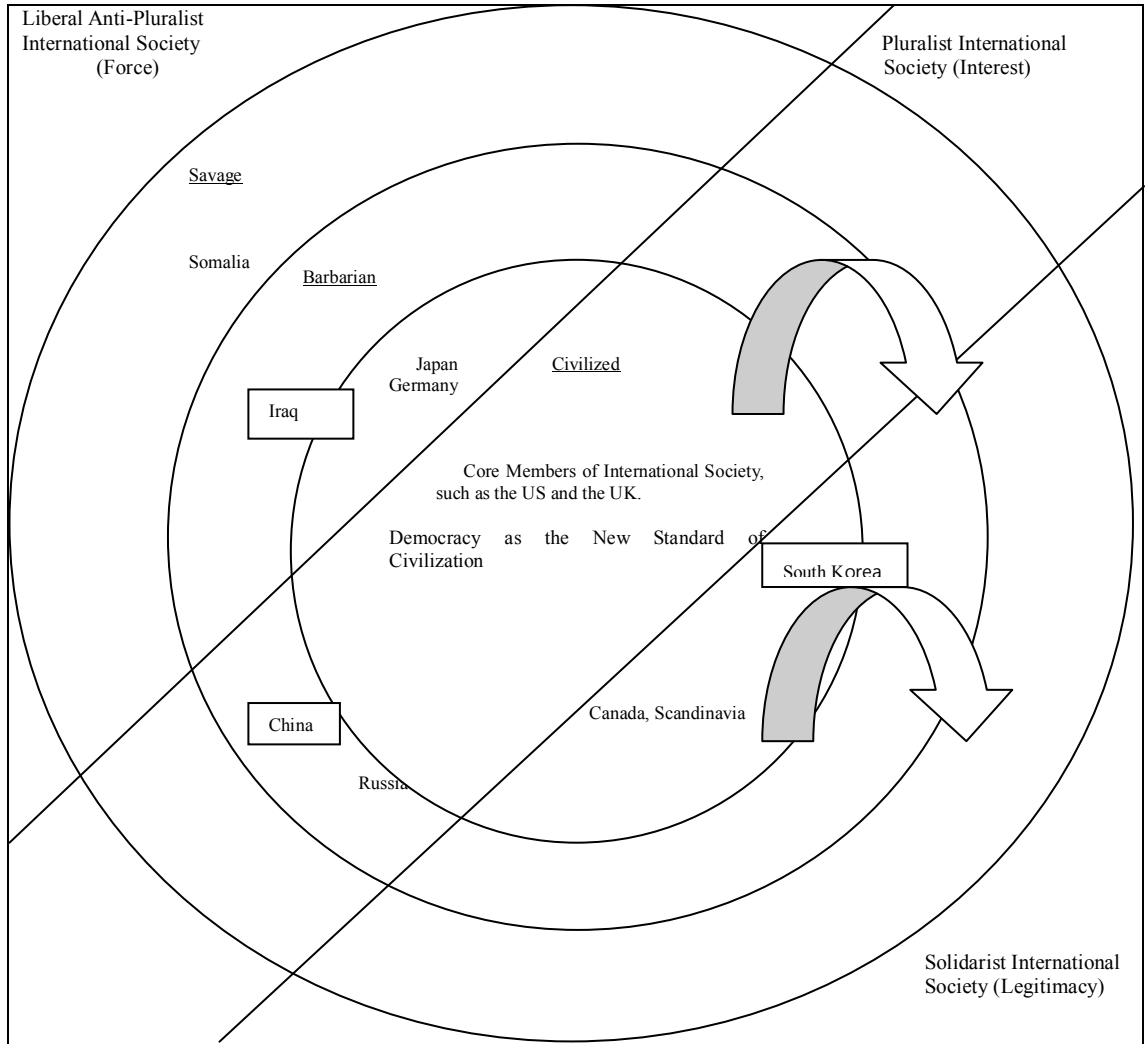 Liberal Anti-Pluralist
International Society
(Force)
Pluralist International
Society (Interest)
Savage
Somalia
Barbarian
Japan
Germany
Civilized
Iraq
Core Members of International Society,
such as the US and the UK.
Democracy as the New Standard of
Civilization
South Korea
China
Canada, Scandinavia
Russia
Solidarist International
Society (Legitimacy)